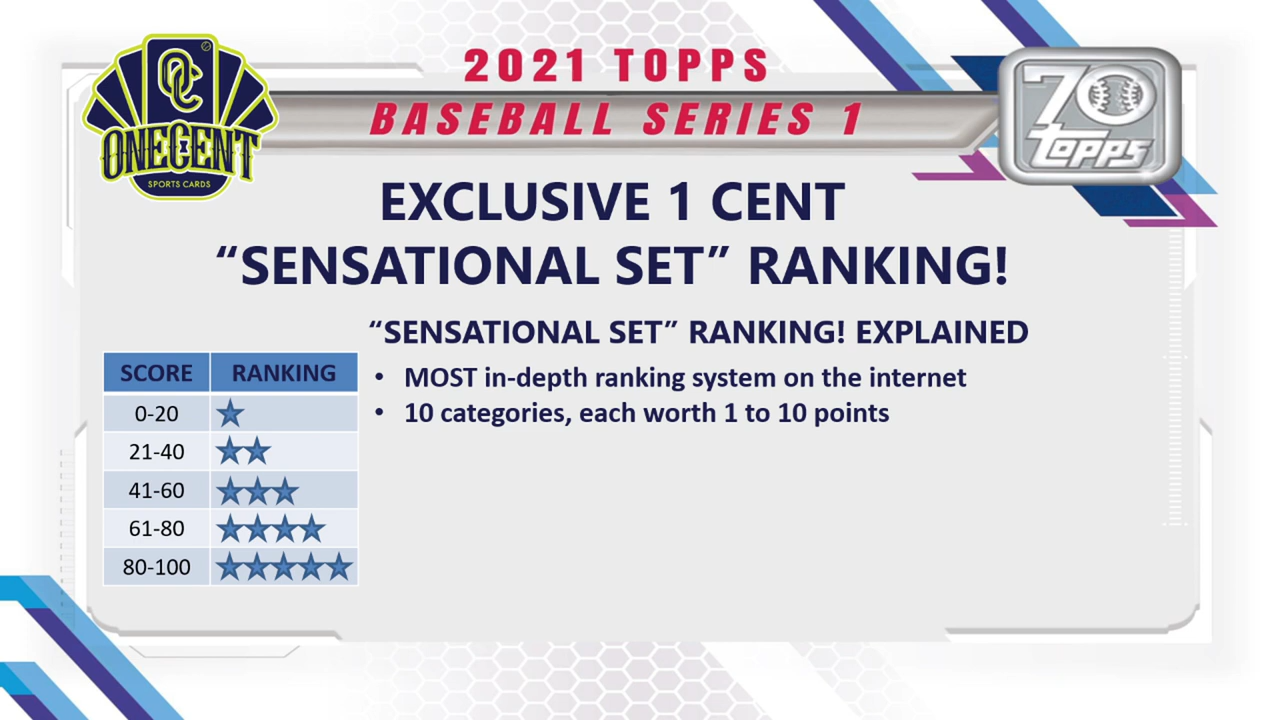 2021 TOPPS
BASEBALL SERIES 1
OC
ONECENT
SPORTS CARDS
70
topps
EXCLUSIVE 1 CENT
“SENSATIONAL SET” RANKING!
“SENSATIONAL SET” RANKING! EXPLAINED
• MOST in-depth ranking system on the internet
• 10 categories, each worth 1 to 10 points
SCORE RANKING
0-20 ★
21-40 ★★
41-60 ★★★
61-80 ★★★★
80-100 ★★★★★